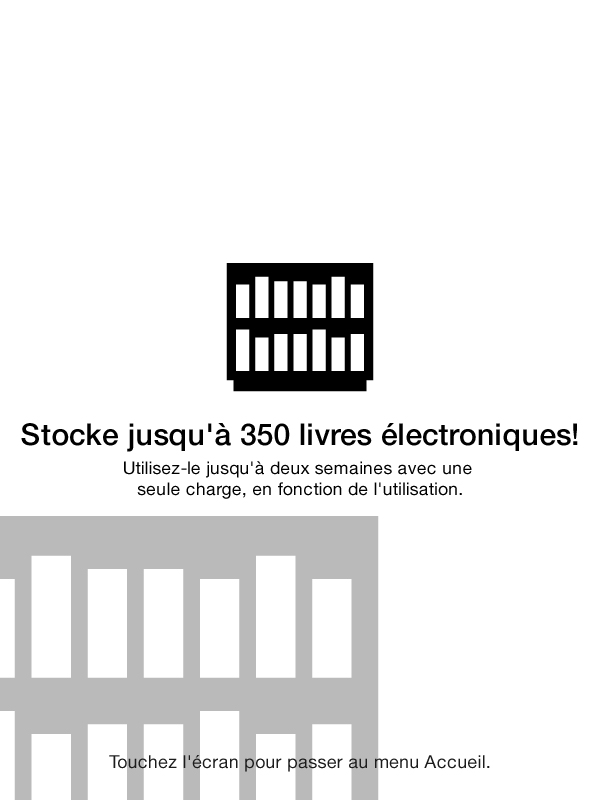 Stocke jusqu'à 350 livres électroniques!
Utilisez-le jusqu'à deux semaines avec une
seule charge, en fonction de l'utilisation.
Touchez l'écran pour passer au menu Accueil.